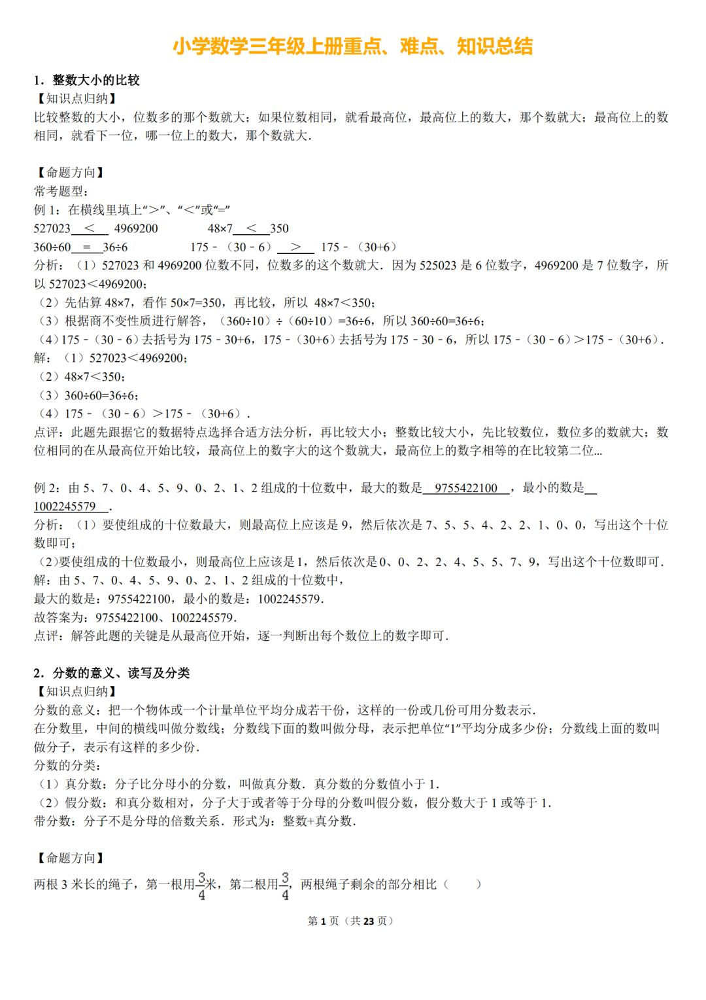 小学数学三年级上册重点、难点、知识总结
1．整数大小的比较
【知识点归纳】
比较整数的大小，位数多的那个数就大；如果位数相同，就看最高位，最高位上的数大，那个数就大；最高位上的数
相同，就看下一位，哪一位上的数大，那个数就大．
【命题方向】
常考题型：
例 1：在横线里填上“＞”、“＜”或“=”
527023 ＜ 4969200 48×7 ＜ 350
360÷60 = 36÷6 175﹣（30﹣6） ＞ 175﹣（30+6）
分析：（1）527023 和 4969200 位数不同，位数多的这个数就大．因为 525023 是 6 位数字，4969200 是 7 位数字，所
以 527023＜4969200；
（2）先估算 48×7，看作 50×7=350，再比较，所以 48×7＜350；
（3）根据商不变性质进行解答，（360÷10）÷（60÷10）=36÷6，所以 360÷60=36÷6；
（4）175﹣（30﹣6）去括号为 175﹣30+6，175﹣（30+6）去括号为 175﹣30﹣6，所以 175﹣（30﹣6）＞175﹣（30+6）．
解：（1）527023＜4969200；
（2）48×7＜350；
（3）360÷60=36÷6；
（4）175﹣（30﹣6）＞175﹣（30+6）．
点评：此题先跟据它的数据特点选择合适方法分析，再比较大小；整数比较大小，先比较数位，数位多的数就大；数
位相同的在从最高位开始比较，最高位上的数字大的这个数就大，最高位上的数字相等的在比较第二位…
例 2：由 5、7、0、4、5、9、0、2、1、2 组成的十位数中，最大的数是 9755422100 ，最小的数是
1002245579 ．
分析：（1）要使组成的十位数最大，则最高位上应该是 9，然后依次是 7、5、5、4、2、2、1、0、0，写出这个十位
数即可；
（2）要使组成的十位数最小，则最高位上应该是 1，然后依次是 0、0、2、2、4、5、5、7、9，写出这个十位数即可．
解：由 5、7、0、4、5、9、0、2、1、2 组成的十位数中，
最大的数是：9755422100，最小的数是：1002245579．
故答案为：9755422100、1002245579．
点评：解答此题的关键是从最高位开始，逐一判断出每个数位上的数字即可．
2．分数的意义、读写及分类
【知识点归纳】
分数的意义：把一个物体或一个计量单位平均分成若干份，这样的一份或几份可用分数表示．
在分数里，中间的横线叫做分数线；分数线下面的数叫做分母，表示把单位“1”平均分成多少份；分数线上面的数叫
做分子，表示有这样的多少份．
分数的分类：
（1）真分数：分子比分母小的分数，叫做真分数．真分数的分数值小于 1．
（2）假分数：和真分数相对，分子大于或者等于分母的分数叫假分数，假分数大于 1 或等于 1．
带分数：分子不是分母的倍数关系．形式为：整数+真分数．
【命题方向】
两根 3 米长的绳子，第一根用3/4米，第二根用3/4，两根绳子剩余的部分相比（ ）
第 1 页（共 23 页）